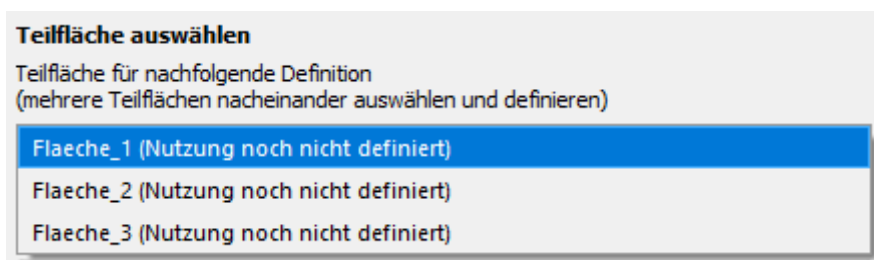 Teilfläche auswählen
Teilfläche für nachfolgende Definition
(mehrere Teilflächen nacheinander auswählen und definieren)
Flaeche_1 (Nutzung noch nicht definiert)
Flaeche_2 (Nutzung noch nicht definiert)
Flaeche_3 (Nutzung noch nicht definiert)